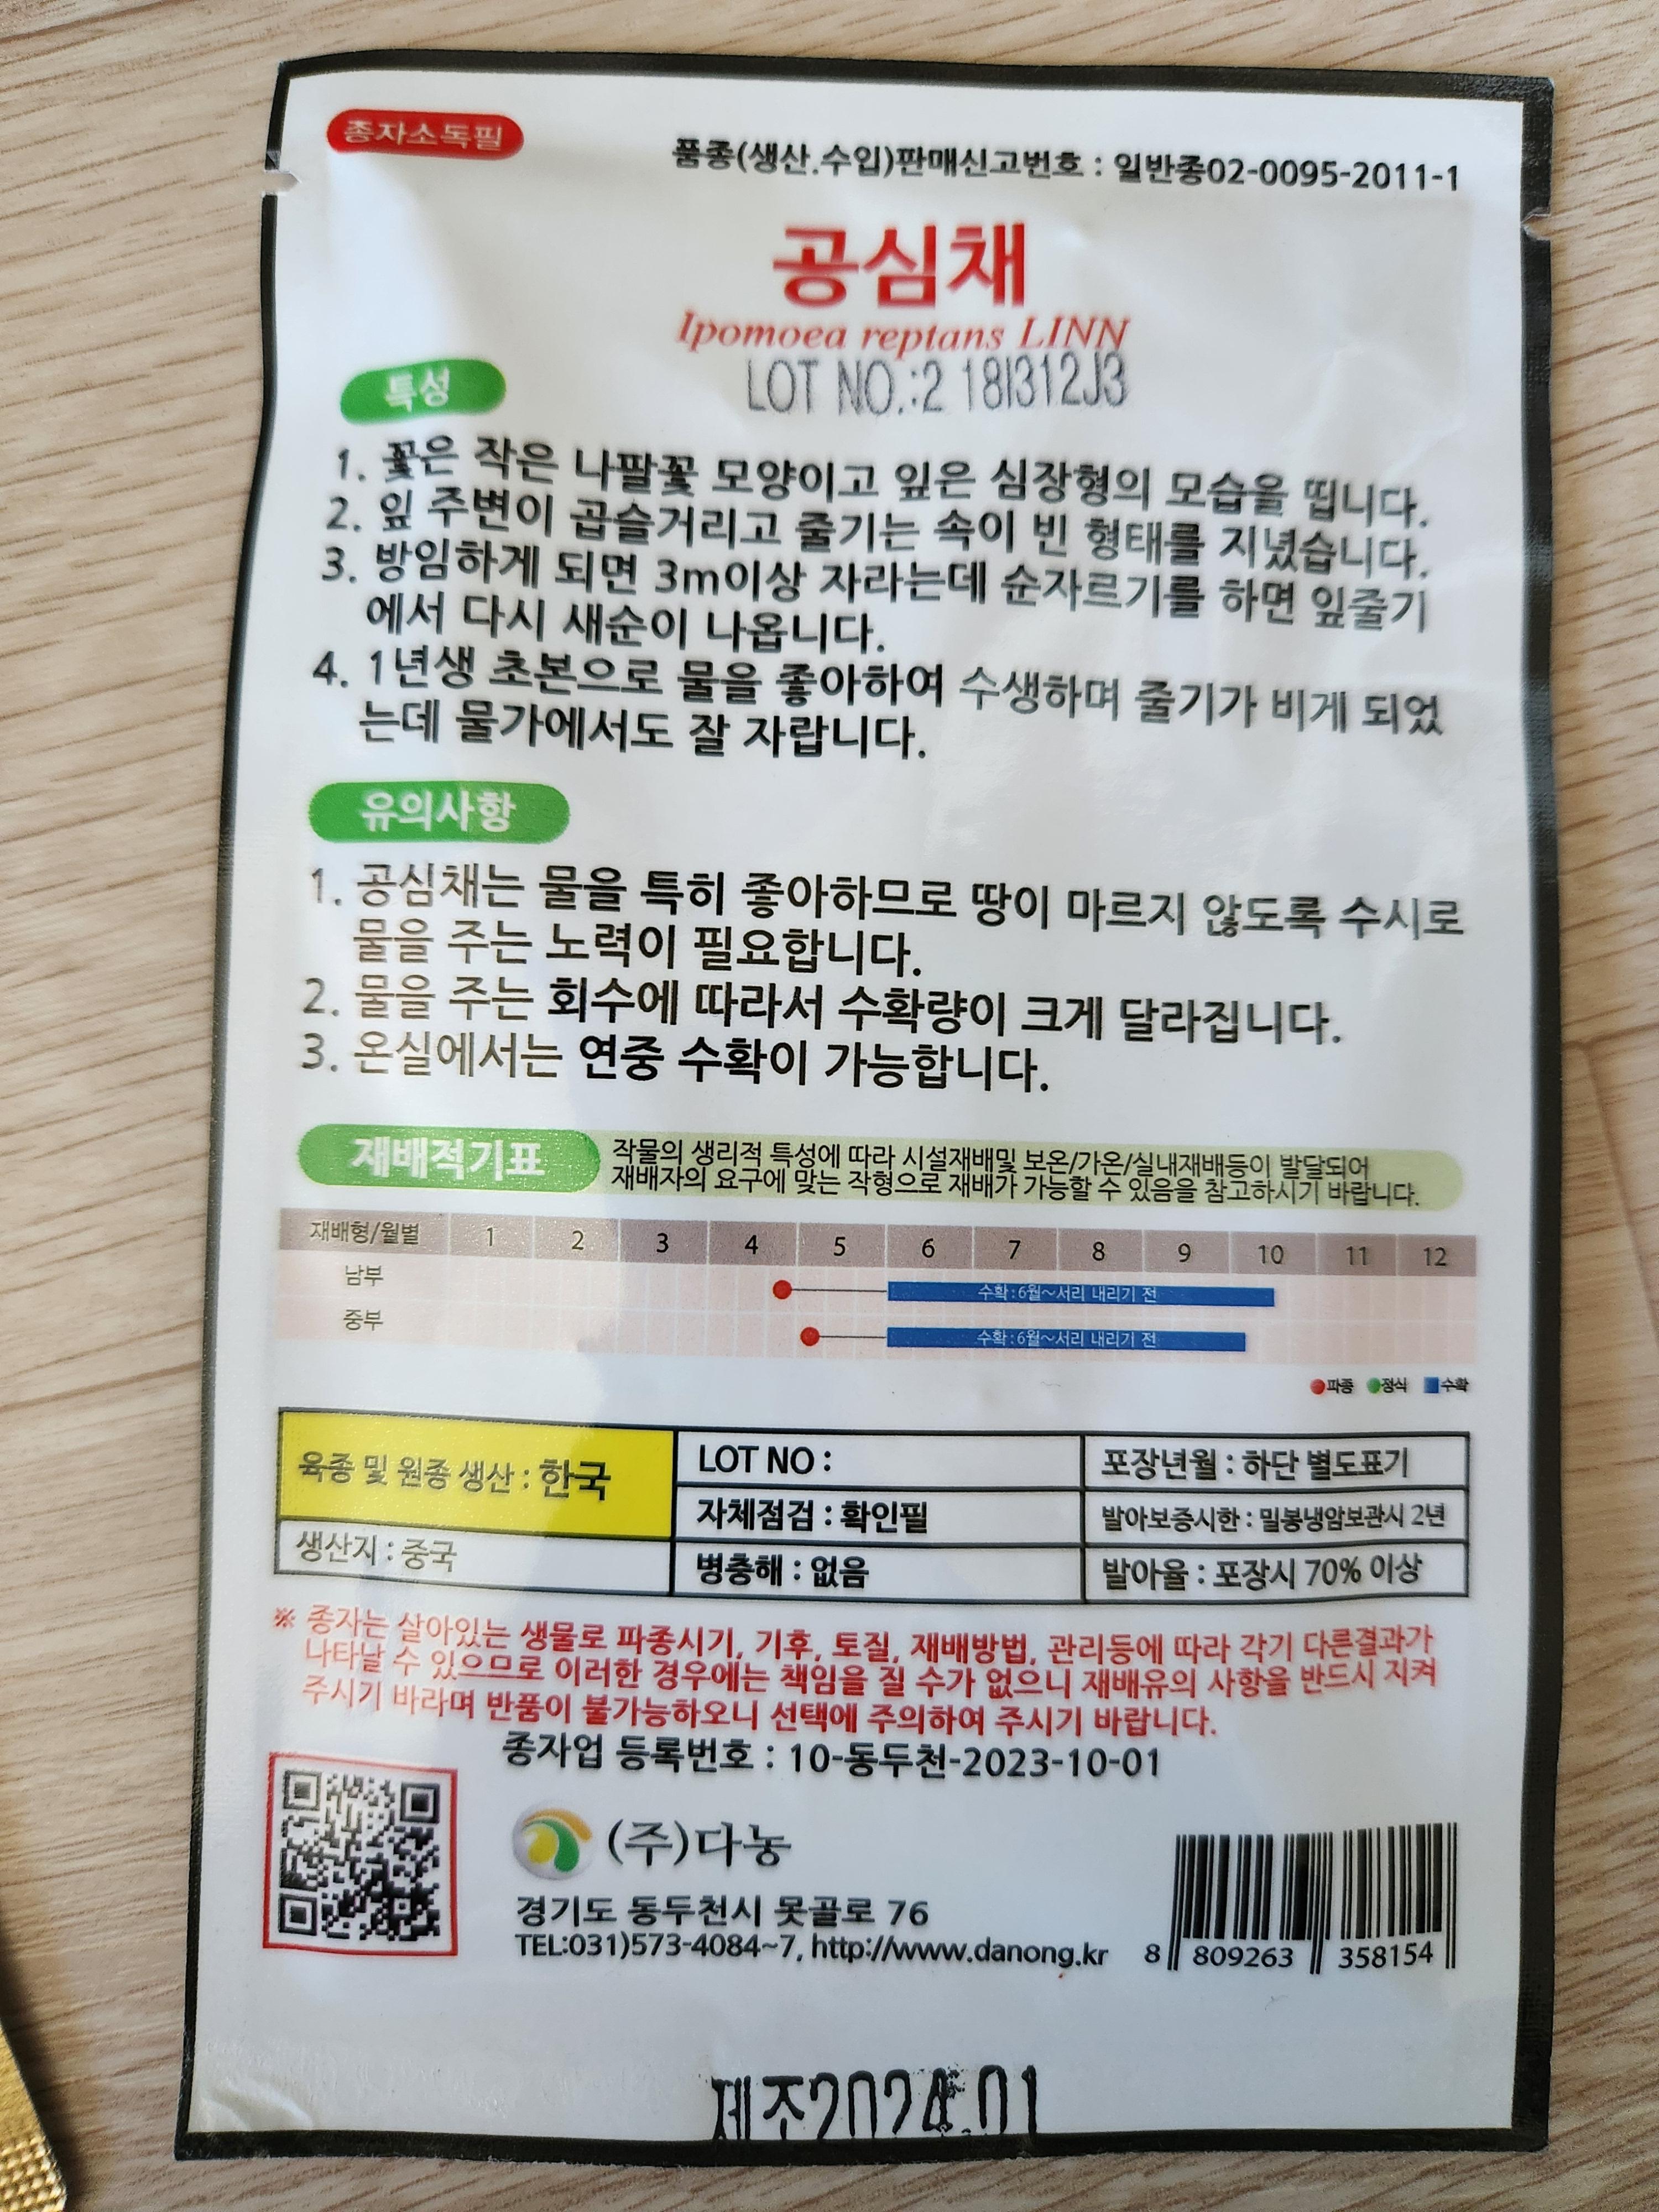 종자소독필
품종(생산.수입)판매신고번호 : 일반종02-0095-2011-1
공심채
Ipomoea reptans LINN
LOT NO.:2 18I312J3
특성
1. 꽃은 작은 나팔꽃 모양이고 잎은 심장형의 모습을 띱니다.
2. 잎 주변이 곱슬거리고 줄기는 속이 빈 형태를 지녔습니다.
3. 방임하게 되면 3m이상 자라는데 순자르기를 하면 잎줄기
에서 다시 새순이 나옵니다.
4. 1년생 초본으로 물을 좋아하여 수생하며 줄기가 비게 되었
는데 물가에서도 잘 자랍니다.
유의사항
1. 공심채는 물을 특히 좋아하므로 땅이 마르지 않도록 수시로
물을 주는 노력이 필요합니다.
2. 물을 주는 회수에 따라서 수확량이 크게 달라집니다.
3. 온실에서는 연중 수확이 가능합니다.
재배적기표
작물의 생리적 특성에 따라 시설재배및 보온/가온/실내재배등이 발달되어
재배자의 요구에 맞는 작형으로 재배가 가능할 수 있음을 참고하시기 바랍니다.
재배형/월별 1 2 3 4 5 6 7 8 9 10 11 12
남부 수확:6월~서리 내리기 전
중부 수확:6월~서리 내리기 전
파종 정식 수확
육종 및 원종 생산 : 한국
생산지 : 중국
LOT NO :
자체점검 : 확인필
병충해 : 없음
포장년월 : 하단 별도표기
발아보증시한 : 밀봉냉암보관시 2년
발아율 : 포장시 70% 이상
※ 종자는 살아있는 생물로 파종시기, 기후, 토질, 재배방법, 관리등에 따라 각기 다른결과가
나타날 수 있으므로 이러한 경우에는 책임을 질 수가 없으니 재배유의 사항을 반드시 지켜
주시기 바라며 반품이 불가능하오니 선택에 주의하여 주시기 바랍니다.
종자업 등록번호 : 10-동두천-2023-10-01
(주)다농
경기도 동두천시 못골로 76
TEL:031)573-4084~7, http://www.danong.kr
8 809263 358154
제조2024.01